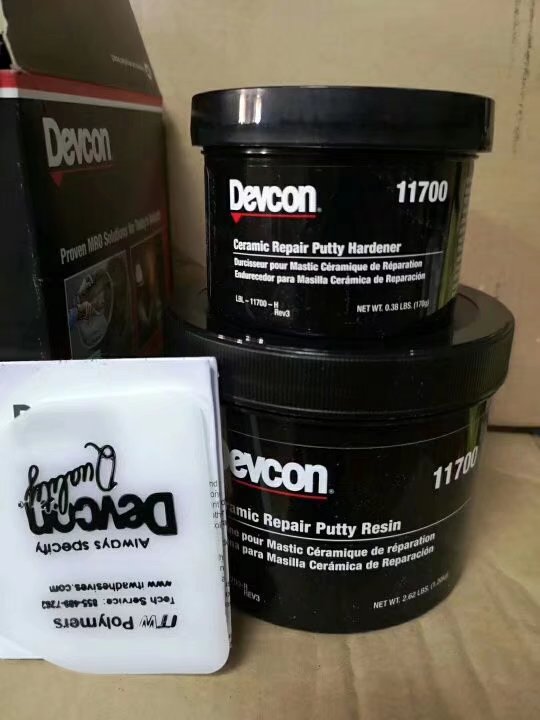 Devcon
Proven MRO Solutions for Today's
Devcon®
11700
Ceramic Repair Putty Hardener
Durcisseur pour Mastic Céramique de Réparation
Endurecedor para Masilla Cerámica de Reparación
LBL-11700-H
Rev3
NET WT. 0.38 LBS. (170g)
evcon®
11700
amic Repair Putty Resin
pour Mastic Céramique de réparation
para Masilla Cerámica de Reparación
REV3
NET WT. 2.62 LBS.
ITW Polymers
Tech Service: 855-489-7262
www.itwadhesives.com
Always specify
Devcon
Quality